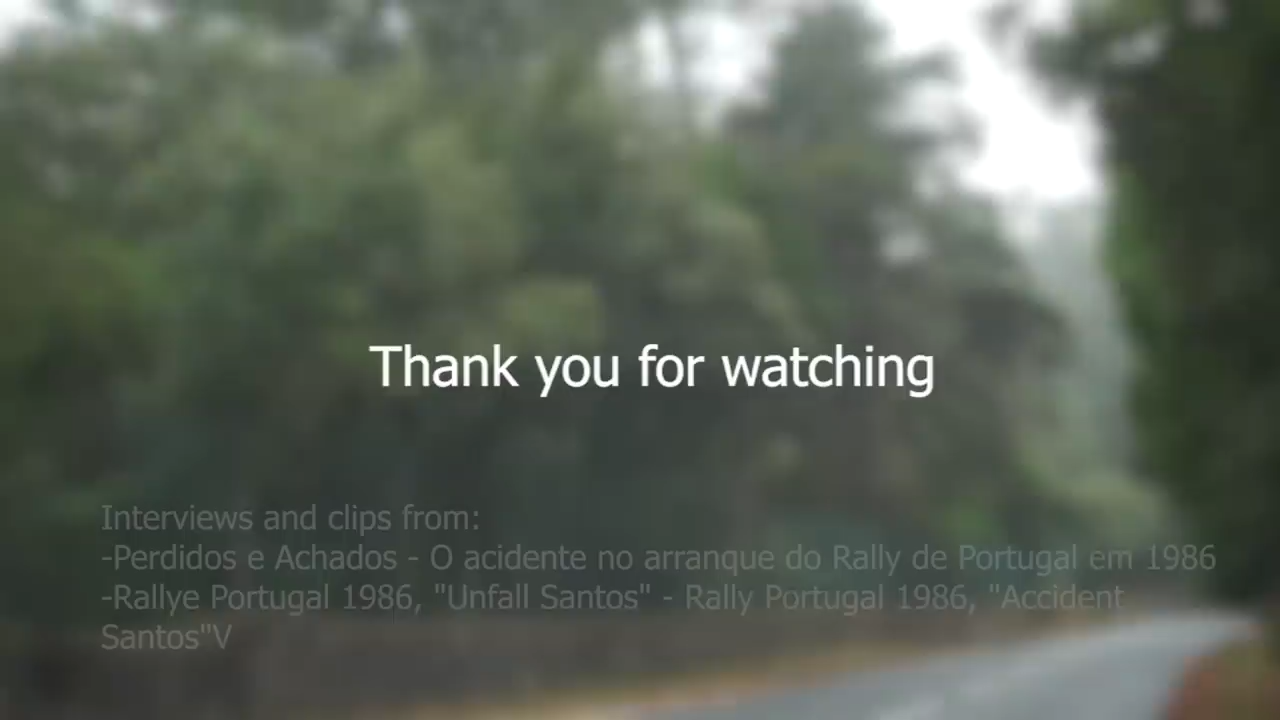 Thank you for watching
Interviews and clips from:
-Perdidos e Achados - O acidente no arranque do Rally de Portugal em 1986
-Rallye Portugal 1986, "Unfall Santos" - Rally Portugal 1986, "Accident
Santos"V